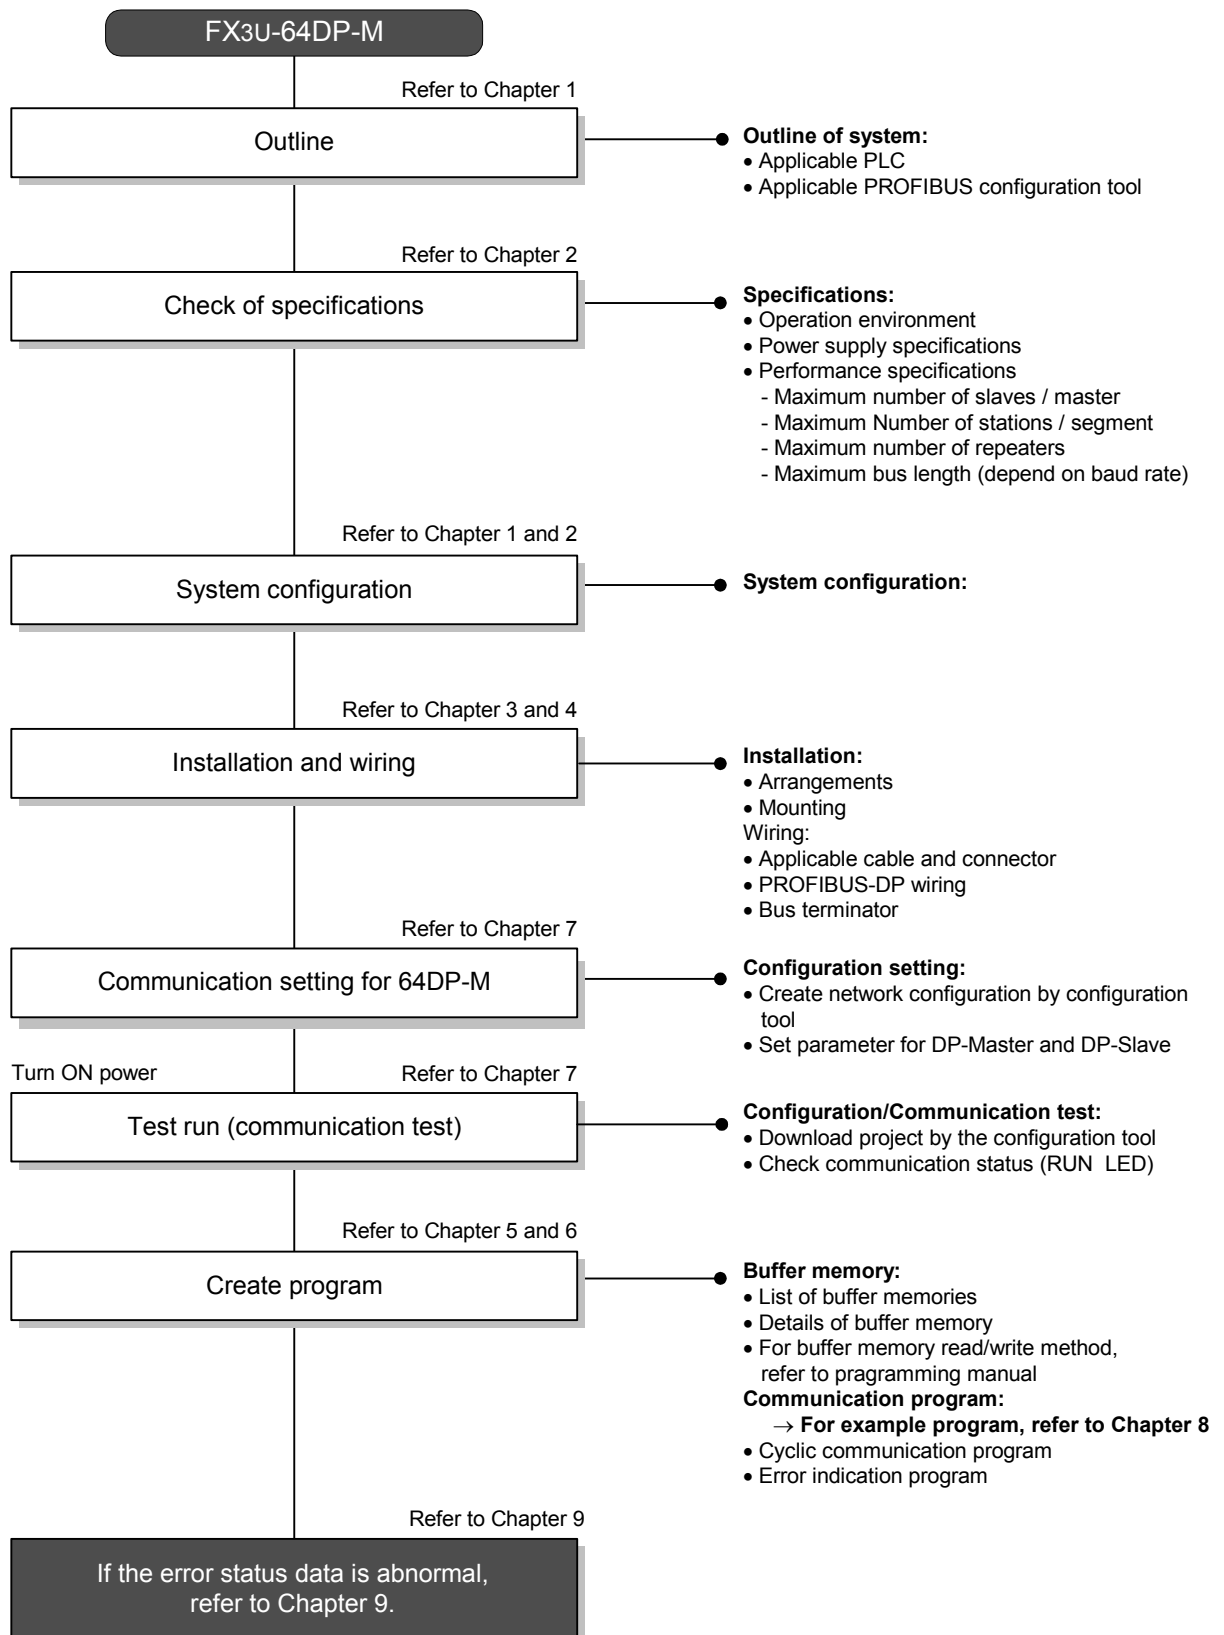 FX3U-64DP-M
Refer to Chapter 1
Outline
Outline of system:
• Applicable PLC
• Applicable PROFIBUS configuration tool
Refer to Chapter 2
Check of specifications
Specifications:
• Operation environment
• Power supply specifications
• Performance specifications
- Maximum number of slaves / master
- Maximum Number of stations / segment
- Maximum number of repeaters
- Maximum bus length (depend on baud rate)
Refer to Chapter 1 and 2
System configuration
System configuration:
Refer to Chapter 3 and 4
Installation and wiring
Installation:
• Arrangements
• Mounting
Wiring:
• Applicable cable and connector
• PROFIBUS-DP wiring
• Bus terminator
Refer to Chapter 7
Communication setting for 64DP-M
Configuration setting:
• Create network configuration by configuration
tool
• Set parameter for DP-Master and DP-Slave
Turn ON power
Refer to Chapter 7
Test run (communication test)
Configuration/Communication test:
• Download project by the configuration tool
• Check communication status (RUN LED)
Refer to Chapter 5 and 6
Create program
Buffer memory:
• List of buffer memories
• Details of buffer memory
• For buffer memory read/write method,
refer to pragramming manual
Communication program:
→ For example program, refer to Chapter 8
• Cyclic communication program
• Error indication program
Refer to Chapter 9
If the error status data is abnormal,
refer to Chapter 9.